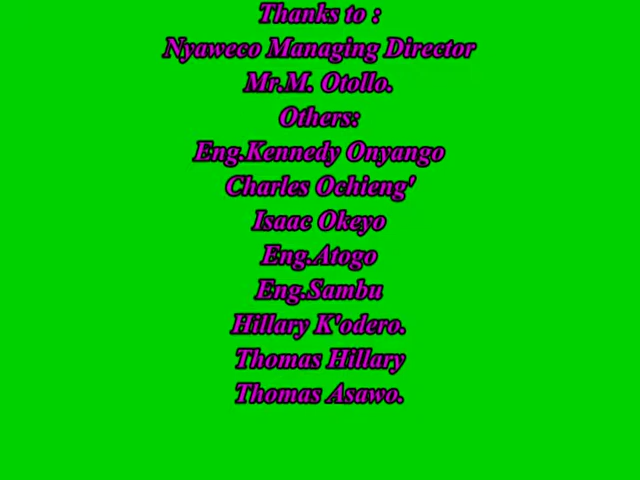 Thanks to :
Nyaweco Managing Director
Mr.M. Otollo.
Others:
Eng.Kennedy Onyango
Charles Ochieng'
Isaac Okeyo
Eng.Atogo
Eng.Sambu
Hillary K'odero.
Thomas Hillary
Thomas Asawo.